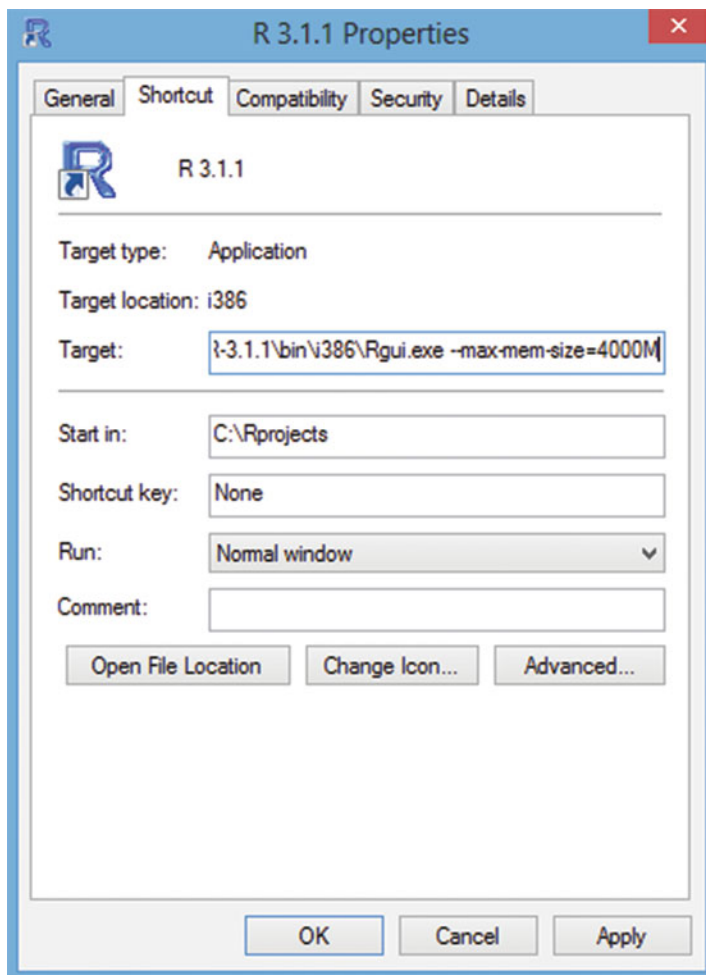 R 3.1.1 Properties
General Shortcut Compatibility Security Details
R 3.1.1
Target type: Application
Target location: i386
Target: R-3.1.1\bin\i386\Rgui.exe --max-mem-size=4000M
Start in: C:\Rprojects
Shortcut key: None
Run: Normal window
Comment:
Open File Location Change Icon... Advanced...
OK Cancel Apply